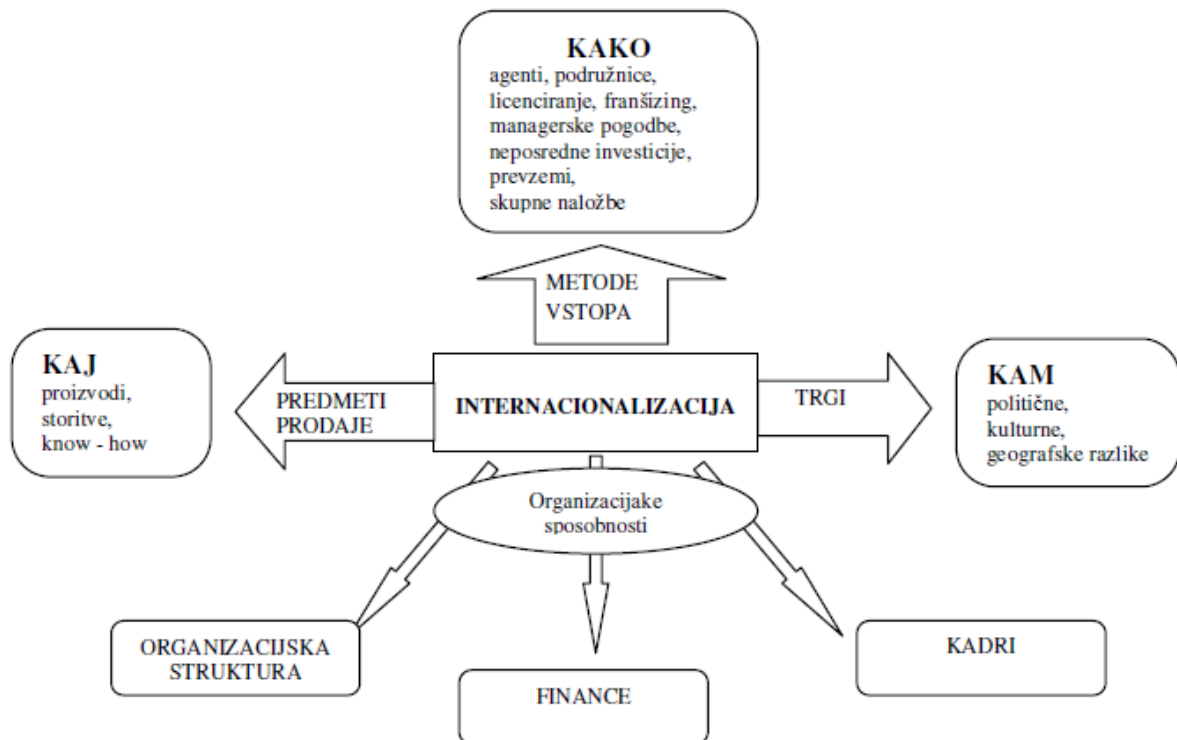 KAKO
agenti, podružnice,
licenciranje, franšizing,
managerske pogodbe,
neposredne investicije,
prevzemi,
skupne naložbe
METODE
VSTOPA
KAJ
proizvodi,
storitve,
know - how
PREDMETI
PRODAJE
INTERNACIONALIZACIJA
TRGI
KAM
politične,
kulturne,
geografske razlike
Organizacijake
sposobnosti
ORGANIZACIJSKA
STRUKTURA
FINANCE
KADRI